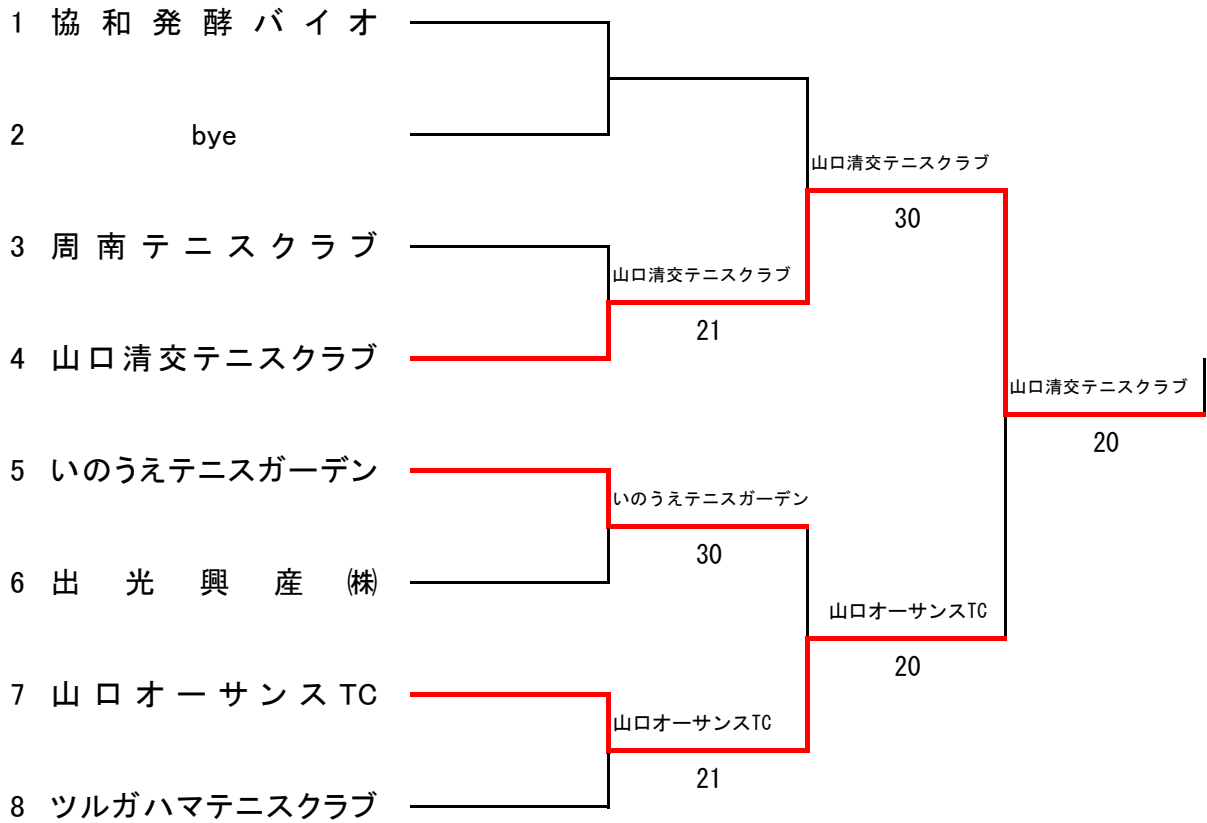 1 協和発酵バイオ
2 bye
山口清交テニスクラブ
30
3 周南テニスクラブ
山口清交テニスクラブ
21
4 山口清交テニスクラブ
山口清交テニスクラブ
20
5 いのうえテニスガーデン
いのうえテニスガーデン
30
6 出光興産㈱
山口オーサンスTC
20
7 山口オーサンスTC
山口オーサンスTC
21
8 ツルガハマテニスクラブ